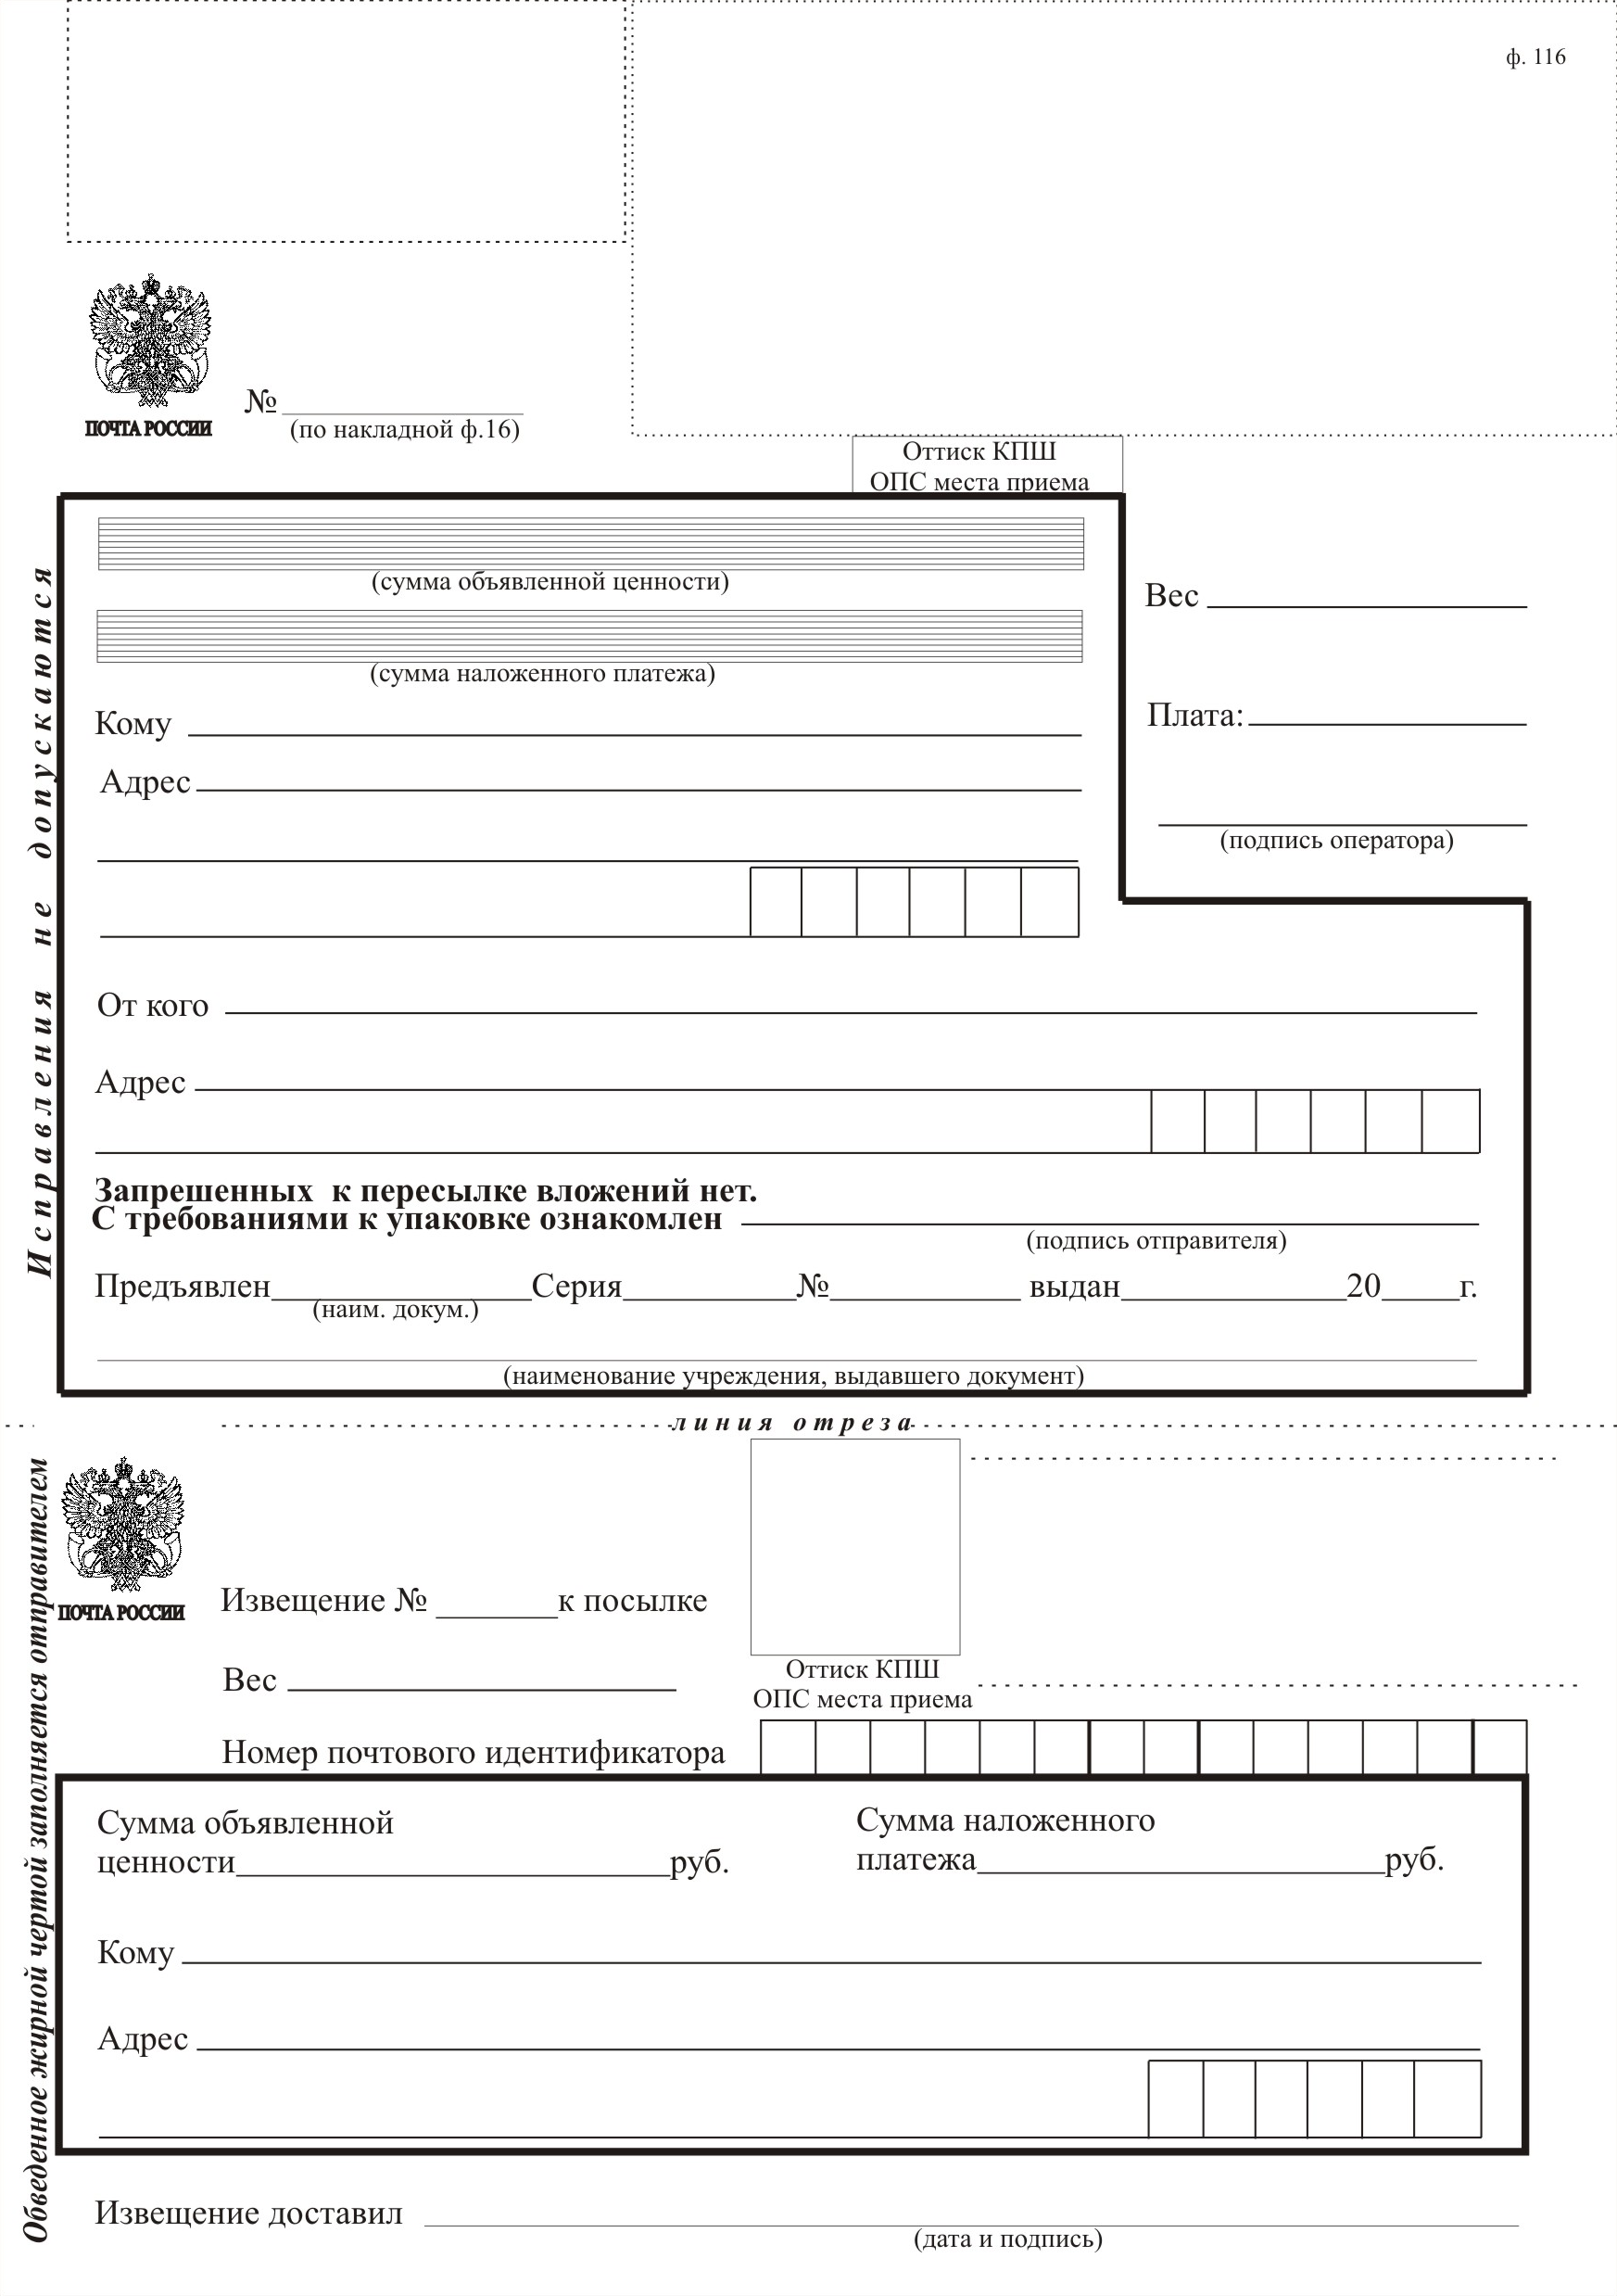 ф. 116
ПОЧТА РОССИИ
№ ____________
(по накладной ф.16)
Оттиск КПШ
ОПС места приема
Исправления не допускаются
(сумма объявленной ценности)
(сумма наложенного платежа)
Кому
Адрес
Вес
Плата:
(подпись оператора)
От кого
Адрес
Запрешенных к пересылке вложений нет.
С требованиями к упаковке ознакомлен
(подпись отправителя)
Предъявлен_______________Серия__________№___________ выдан_____________20____г.
(наим. докум.)
(наименование учреждения, выдавшего документ)
линия отреза
Обведенное жирной чертой заполняется отправителем
ПОЧТА РОССИИ
Извещение № _______к посылке
Вес
Оттиск КПШ
ОПС места приема
Номер почтового идентификатора
Сумма объявленной
ценности_________________________руб.
Сумма наложенного
платежа________________________руб.
Кому
Адрес
Извещение доставил
(дата и подпись)